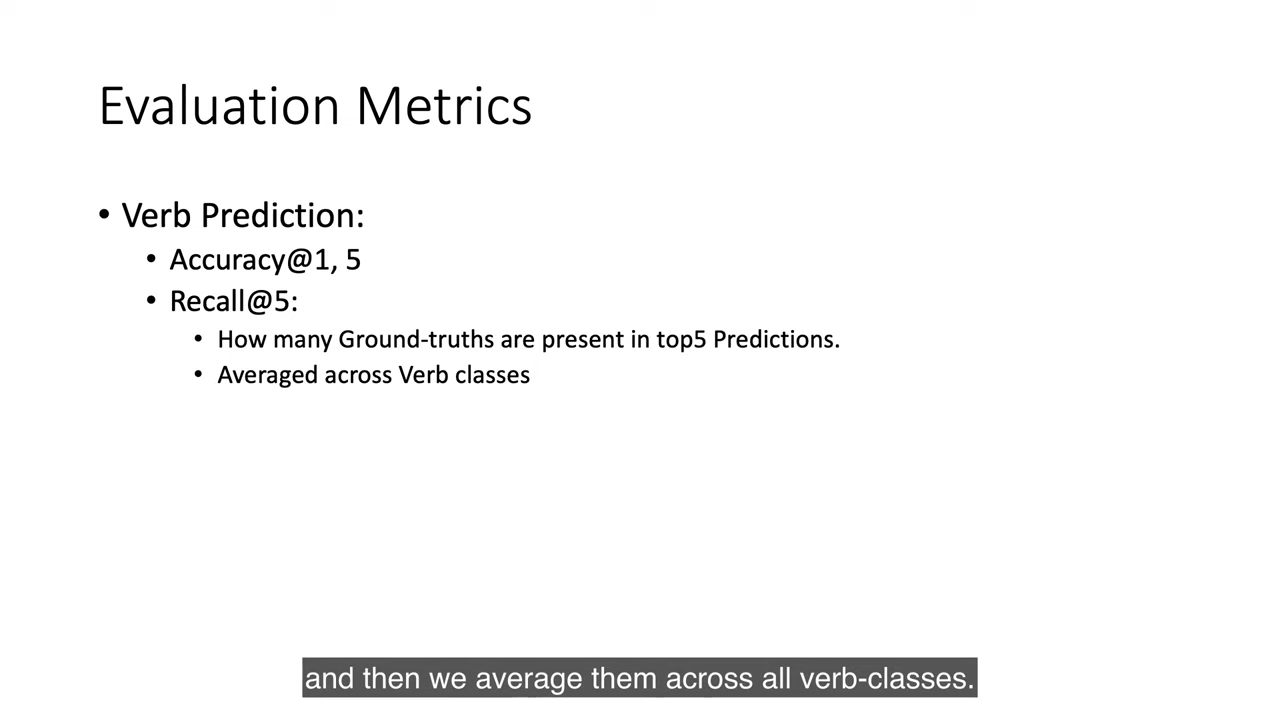 Evaluation Metrics
• Verb Prediction:
• Accuracy@1, 5
• Recall@5:
• How many Ground-truths are present in top5 Predictions.
• Averaged across Verb classes
and then we average them across all verb-classes.